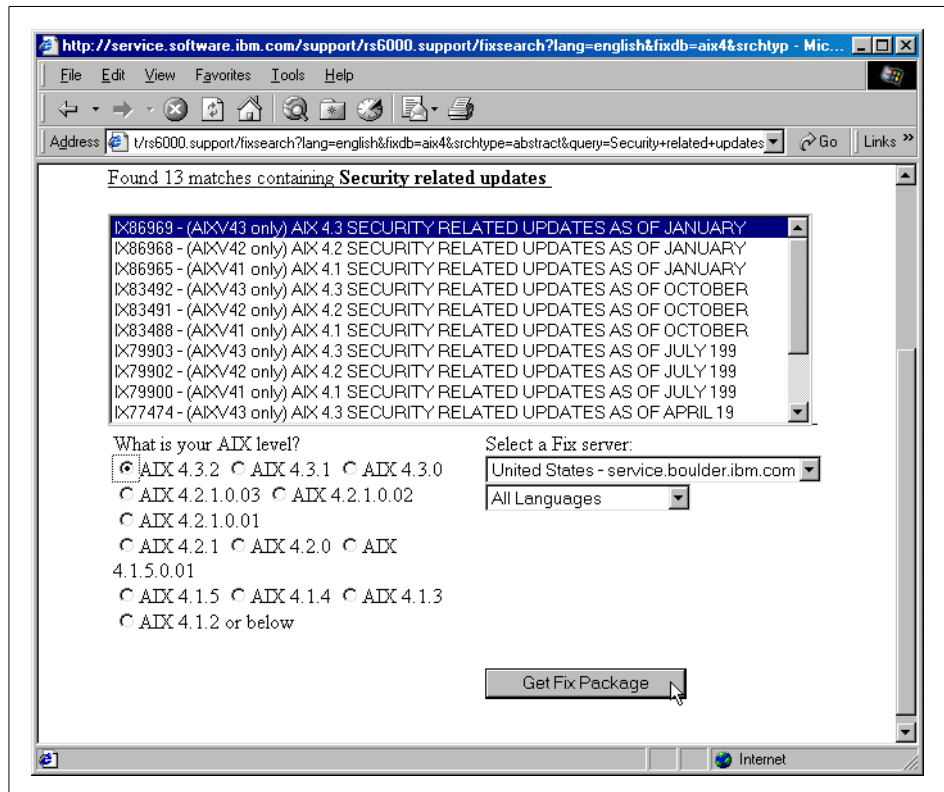 http://service.software.ibm.com/support/rs6000.support/fixsearch?lang=english&fixdb=aix4&srchtyp - Mic...
File Edit View Favorites Tools Help
Address t/rs6000.support/fixsearch?lang=english&fixdb=aix4&srchtype=abstract&query=Security+related+updates Go Links »
Found 13 matches containing Security related updates
IX86969 - (AIXV43 only) AIX 4.3 SECURITY RELATED UPDATES AS OF JANUARY
IX86968 - (AIXV42 only) AIX 4.2 SECURITY RELATED UPDATES AS OF JANUARY
IX86965 - (AIXV41 only) AIX 4.1 SECURITY RELATED UPDATES AS OF JANUARY
IX83492 - (AIXV43 only) AIX 4.3 SECURITY RELATED UPDATES AS OF OCTOBER
IX83491 - (AIXV42 only) AIX 4.2 SECURITY RELATED UPDATES AS OF OCTOBER
IX83488 - (AIXV41 only) AIX 4.1 SECURITY RELATED UPDATES AS OF OCTOBER
IX79903 - (AIXV43 only) AIX 4.3 SECURITY RELATED UPDATES AS OF JULY 199
IX79902 - (AIXV42 only) AIX 4.2 SECURITY RELATED UPDATES AS OF JULY 199
IX79900 - (AIXV41 only) AIX 4.1 SECURITY RELATED UPDATES AS OF JULY 199
IX77474 - (AIXV43 only) AIX 4.3 SECURITY RELATED UPDATES AS OF APRIL 19
What is your AIX level?
AIX 4.3.2 AIX 4.3.1 AIX 4.3.0
AIX 4.2.1.0.03 AIX 4.2.1.0.02
AIX 4.2.1.0.01
AIX 4.2.1 AIX 4.2.0 AIX
4.1.5.0.01
AIX 4.1.5 AIX 4.1.4 AIX 4.1.3
AIX 4.1.2 or below
Select a Fix server:
United States - service.boulder.ibm.com
All Languages
Get Fix Package
Internet